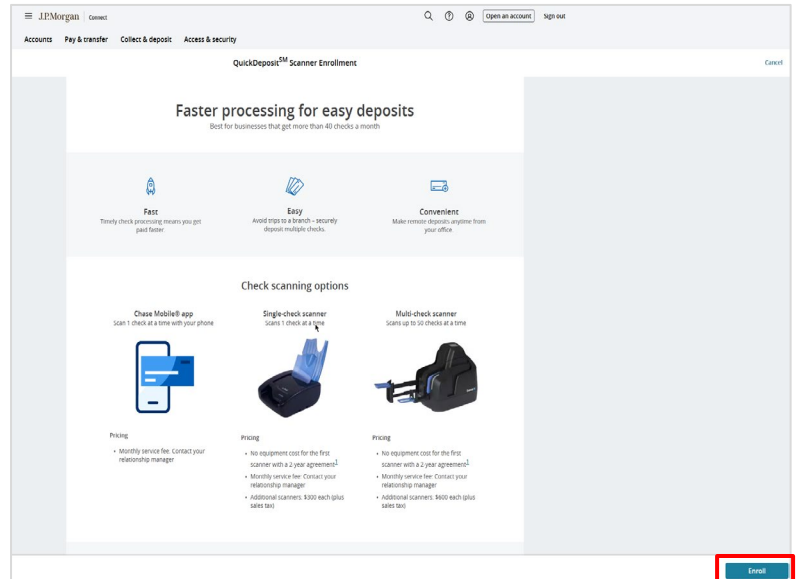 J.P.Morgan | Connect
Open an account
Sign out
Accounts Pay & transfer Collect & deposit Access & security
QuickDeposit℠ Scanner Enrollment
Cancel
Faster processing for easy deposits
Best for businesses that get more than 40 checks a month
Fast
Timely check processing means you get
paid faster
Easy
Avoid trips to a branch – securely
deposit multiple checks.
Convenient
Make remote deposits anytime from
your office
Check scanning options
Chase Mobile® app
Scan 1 check at a time with your phone
Single-check scanner
Scans 1 check at a time
Multi-check scanner
Scans up to 50 checks at a time
Pricing
• Monthly service fee: Contact your
relationship manager
Pricing
• No equipment cost for the first
scanner with a 2-year agreement¹
• Monthly service fee: Contact your
relationship manager
• Additional scanners: $300 each (plus
sales tax)
Pricing
• No equipment cost for the first
scanner with a 2-year agreement¹
• Monthly service fee: Contact your
relationship manager
• Additional scanners: $600 each (plus
sales tax)
Enroll